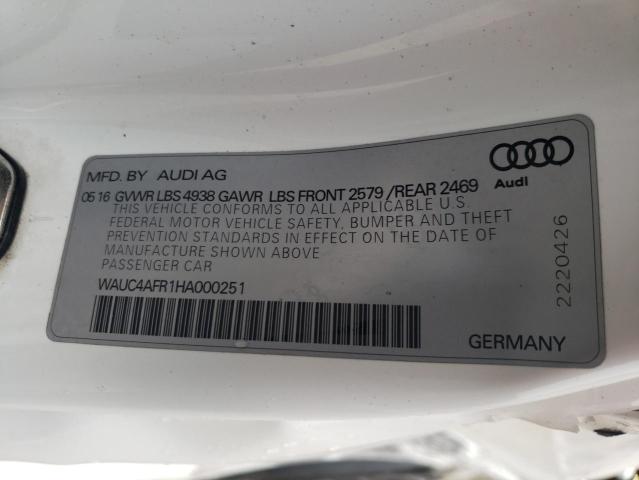 MFD. BY AUDI AG
05 16 GVWR LBS 4938 GAWR LBS FRONT 2579 /REAR 2469
THIS VEHICLE CONFORMS TO ALL APPLICABLE U.S.
FEDERAL MOTOR VEHICLE SAFETY, BUMPER AND THEFT
PREVENTION STANDARDS IN EFFECT ON THE DATE OF
MANUFACTURE SHOWN ABOVE
PASSENGER CAR
WAUC4AFR1HA000251
Audi
2220426
GERMANY